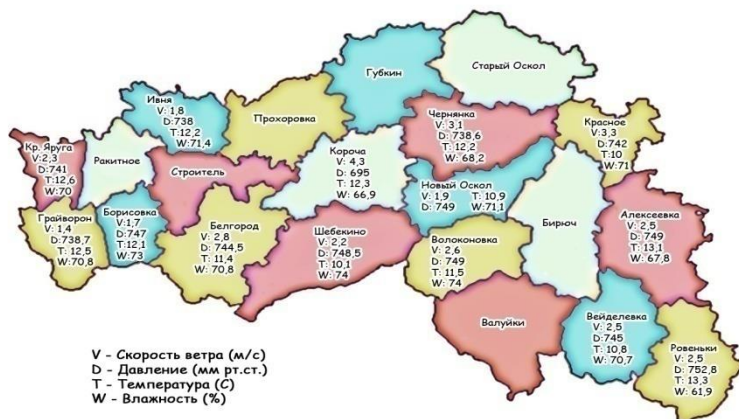 Губкин
Старый Оскол
Ивня
V: 1,8
D: 738
T:12,2
W: 71,4
Прохоровка
Чернянка
V: 3,1
D: 738,6
T: 12,2
W: 68,2
Красное
V: 3,3
D: 742
T: 10
W: 71
Кр. Яруга
V: 2,3
D: 741
T:12,6
W: 70
Ракитное
Строитель
Короча
V: 4,3
D: 695
T: 12,3
W: 66,9
Новый Оскол
V: 1,9
D: 749
T: 10,9
W:71,1
Бирюч
Алексеевка
V: 2,5
D: 749
T: 13,1
W: 67,8
Грайворон
V: 1,4
D: 738,7
T: 12,5
W: 70,8
Борисовка
V: 1,7
D: 747
T: 12,1
W: 73
Белгород
V: 2,8
D: 744,5
T: 11,4
W: 70,8
Шебекино
V: 2,2
D: 748,5
T: 10,1
W: 74
Волоконовка
V: 2,6
D: 749
T: 11,5
W: 74
Валуйки
Вейделевка
V: 2,5
D:745
T: 10,8
W: 70,7
Ровеньки
V: 2,5
D: 752,8
T: 13,3
W: 61,9
V - Скорость ветра (м/с)
D - Давление (мм рт.ст.)
T - Температура (С)
W - Влажность (%)